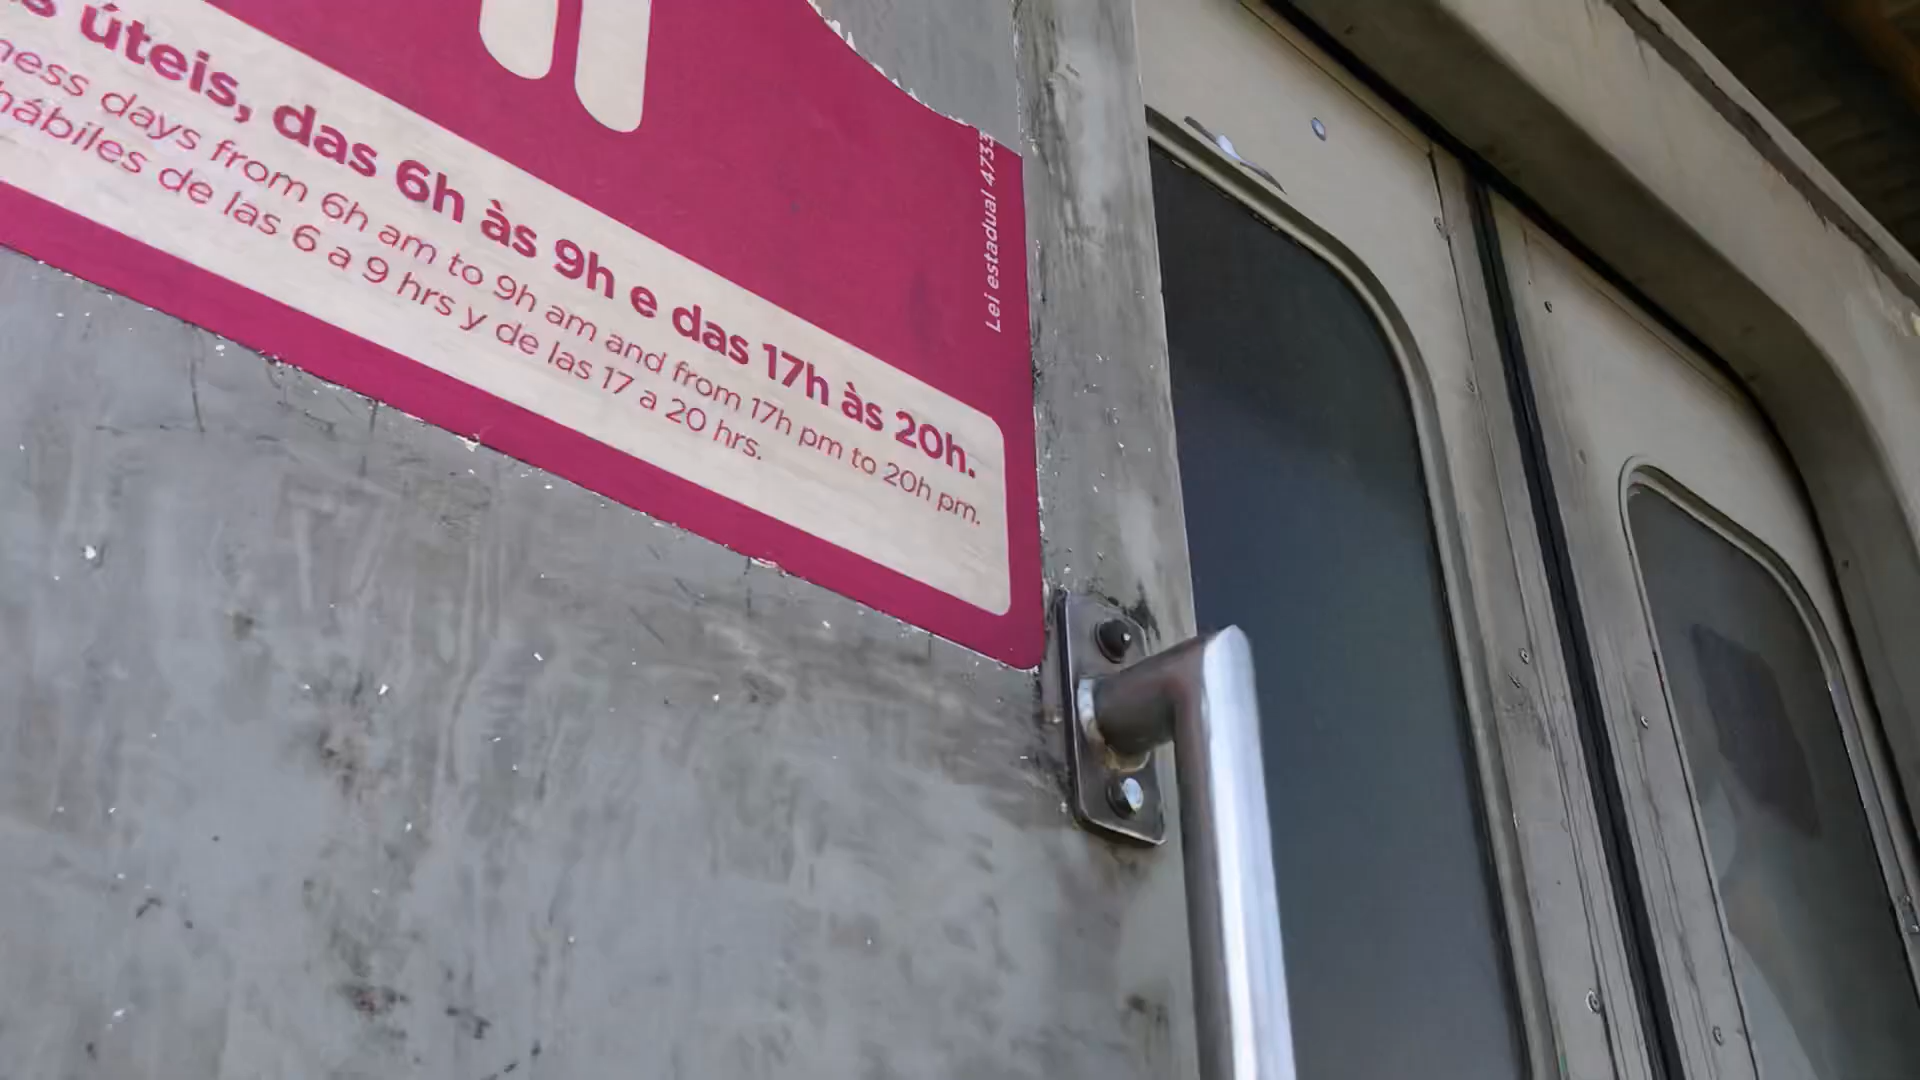 úteis, das 6h às 9h e das 17h às 20h.
days from 6h am to 9h am and from 17h pm to 20h pm.
hábiles de las 6 a 9 hrs y de las 17 a 20 hrs.
Lei estadual 4733